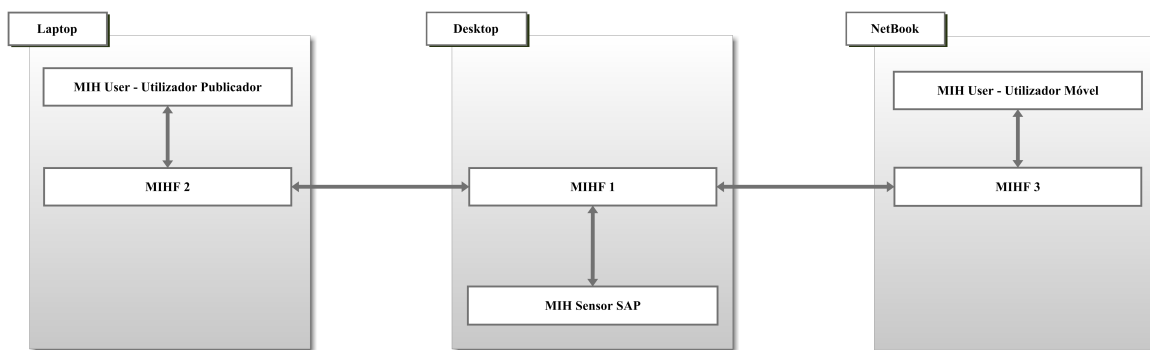 Laptop
Desktop
NetBook
MIH User - Utilizador Publicador
MIH User - Utilizador Móvel
MIHF 2
MIHF 1
MIHF 3
MIH Sensor SAP